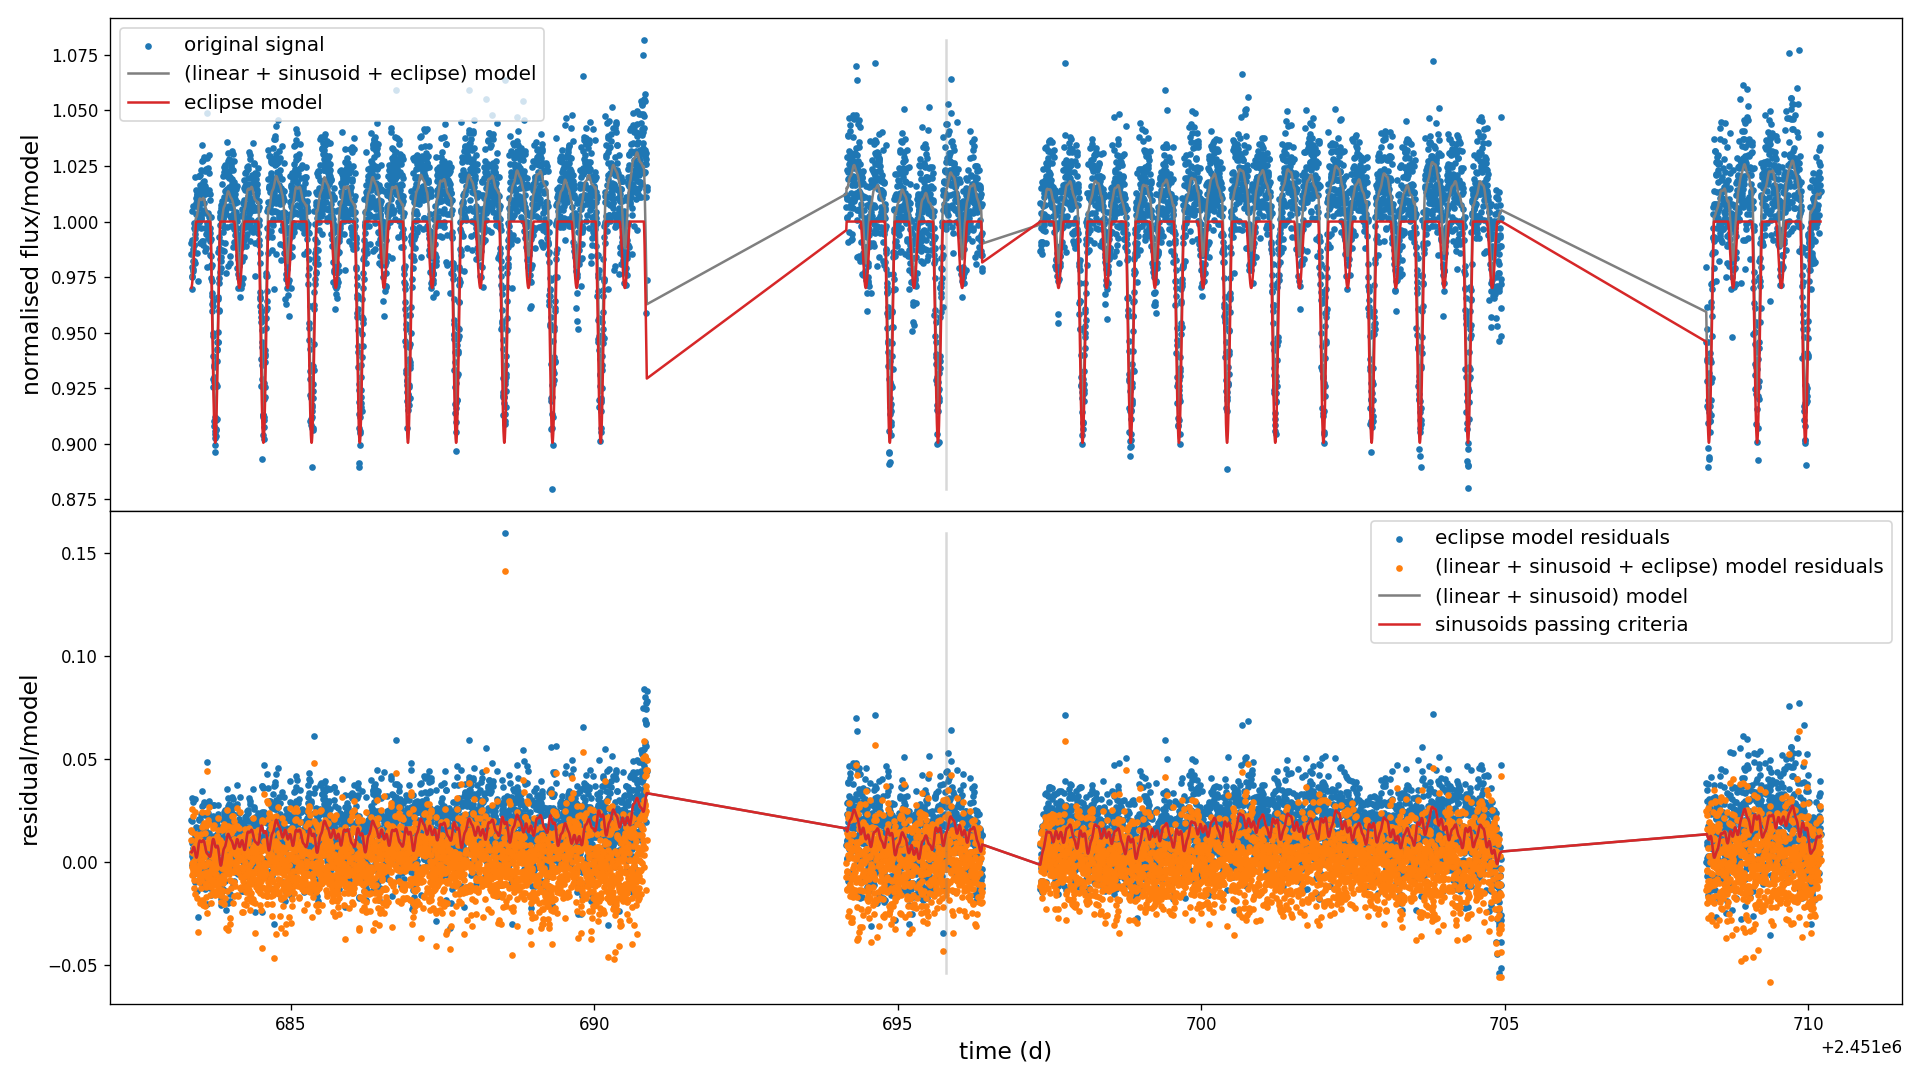 original signal
(linear + sinusoid + eclipse) model
eclipse model
normalised flux/model
1.075
1.050
1.025
1.000
0.975
0.950
0.925
0.900
0.875
eclipse model residuals
(linear + sinusoid + eclipse) model residuals
(linear + sinusoid) model
sinusoids passing criteria
residual/model
0.15
0.10
0.05
0.00
−0.05
685
690
695
700
705
710
time (d)
+2.451e6